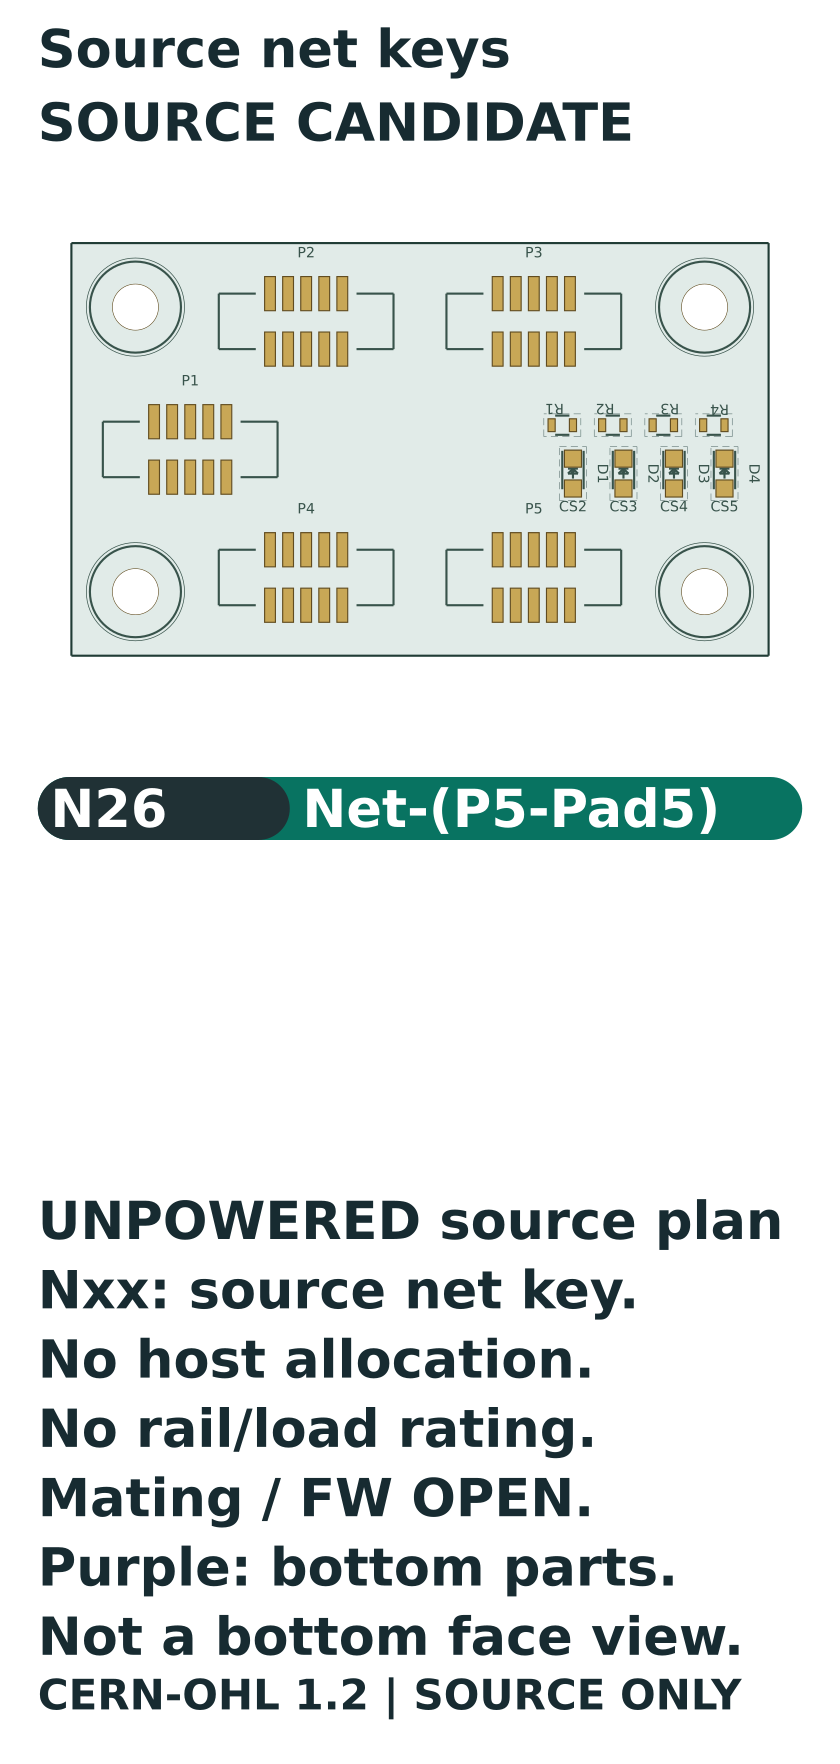 Source net keys
SOURCE CANDIDATE
P2 P3
P1
R1 R2 R3 R4
D1 D2 D3 D4
CS2 CS3 CS4 CS5
P4 P5
N26 Net-(P5-Pad5)
UNPOWERED source plan
Nxx: source net key.
No host allocation.
No rail/load rating.
Mating / FW OPEN.
Purple: bottom parts.
Not a bottom face view.
CERN-OHL 1.2 | SOURCE ONLY